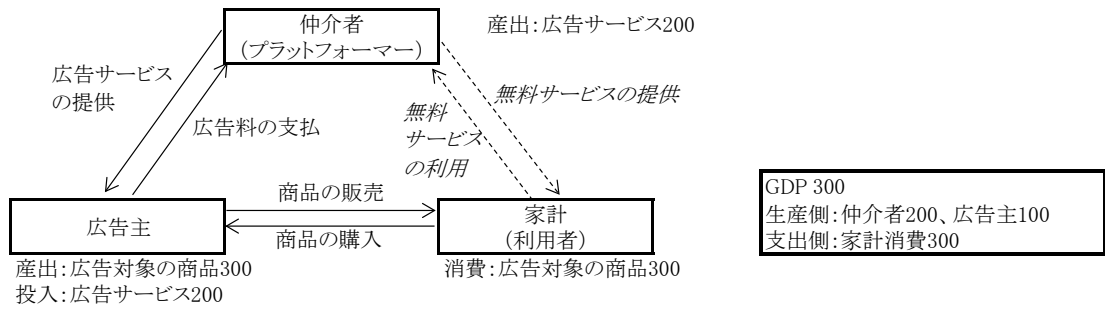 仲介者
(プラットフォーマー)
産出：広告サービス200
広告サービス
の提供
広告料の支払
無料サービスの提供
無料
サービス
の利用
商品の販売
商品の購入
広告主
家計
(利用者)
産出：広告対象の商品300
投入：広告サービス200
消費：広告対象の商品300
GDP 300
生産側：仲介者200、広告主100
支出側：家計消費300